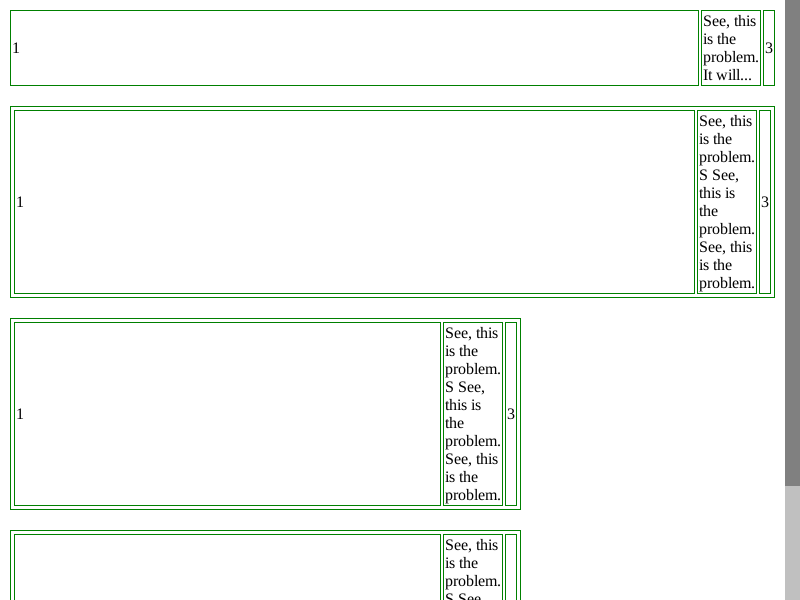 1
See, this
is the
problem.
It will...
3
1
See, this
is the
problem.
S See,
this is
the
problem.
See, this
is the
problem.
3
1
See, this
is the
problem.
S See,
this is
the
problem.
See, this
is the
problem.
3
See, this
is the
problem.
S See,